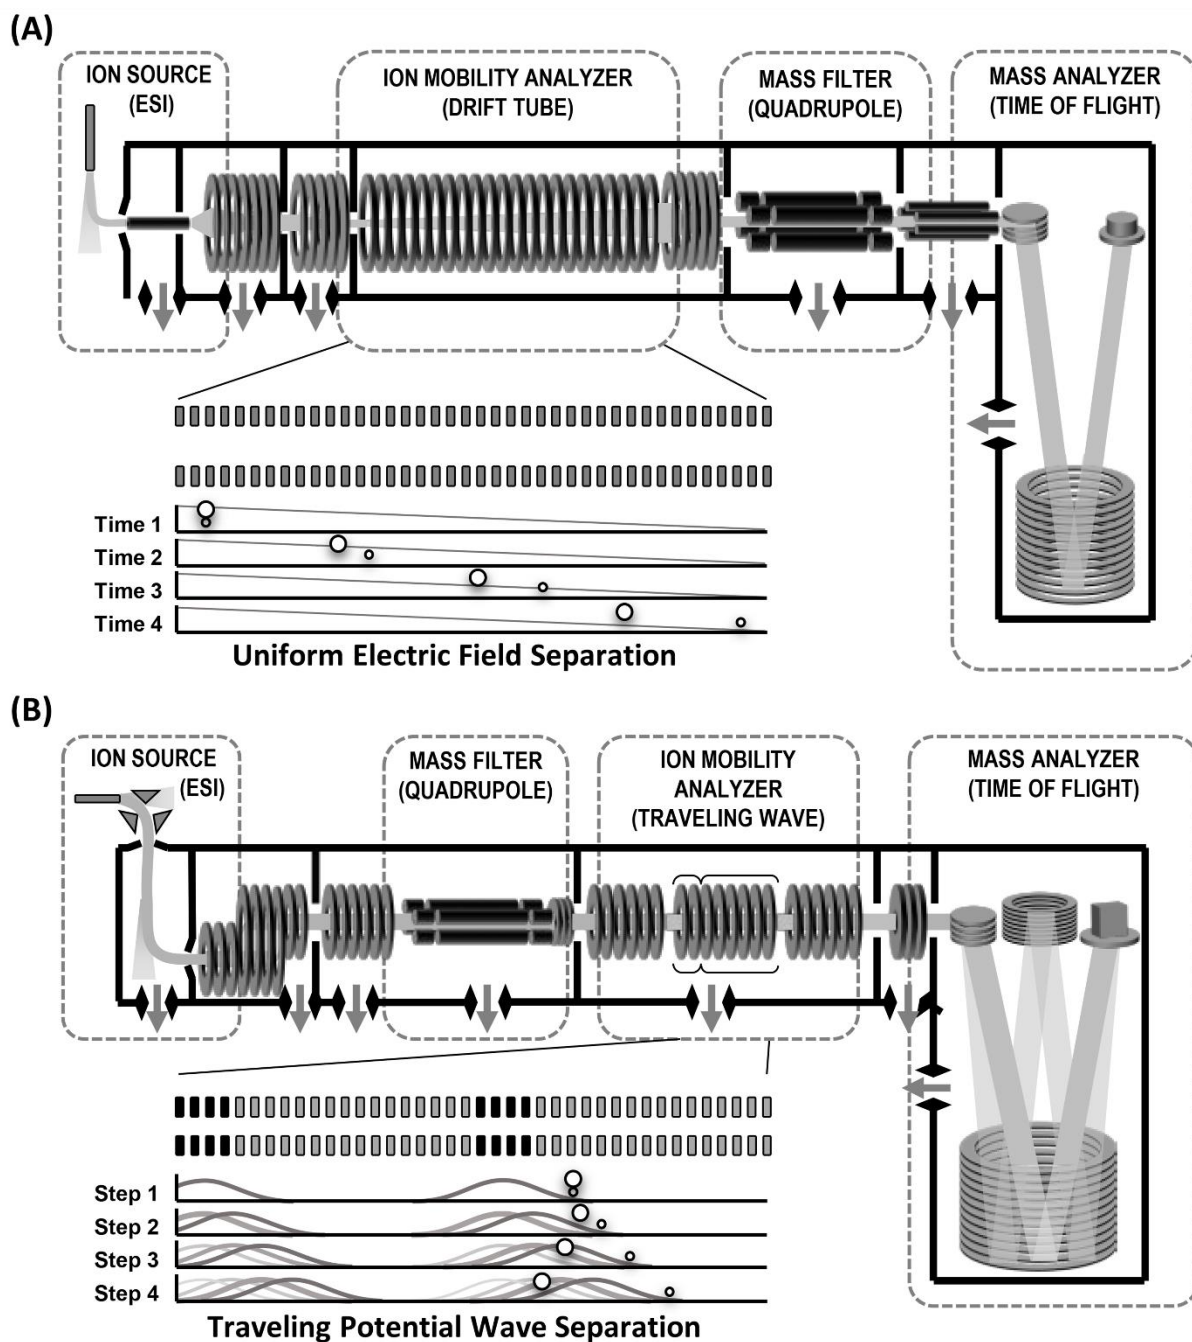 (A)
ION SOURCE
(ESI)
ION MOBILITY ANALYZER
(DRIFT TUBE)
MASS FILTER
(QUADRUPOLE)
MASS ANALYZER
(TIME OF FLIGHT)
Time 1
Time 2
Time 3
Time 4
Uniform Electric Field Separation
(B)
ION SOURCE
(ESI)
MASS FILTER
(QUADRUPOLE)
ION MOBILITY
ANALYZER
(TRAVELING WAVE)
MASS ANALYZER
(TIME OF FLIGHT)
Step 1
Step 2
Step 3
Step 4
Traveling Potential Wave Separation